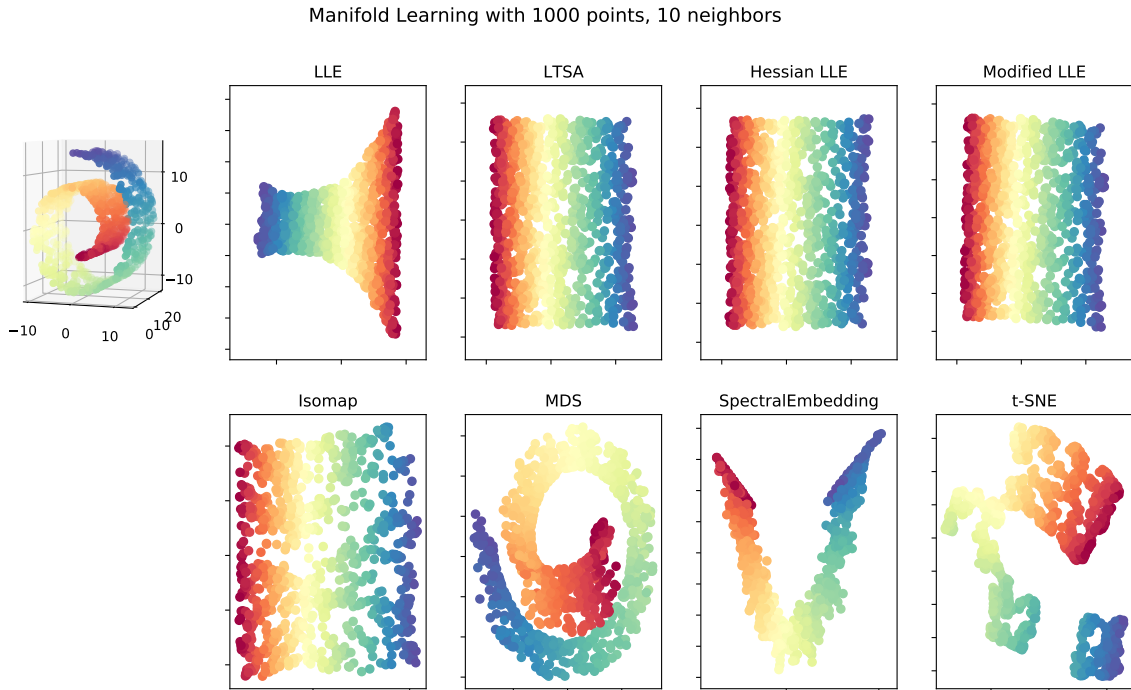 Manifold Learning with 1000 points, 10 neighbors
LLE
LTSA
Hessian LLE
Modified LLE
10
0
−10
−10
0
10
0
10
20
Isomap
MDS
SpectralEmbedding
t-SNE